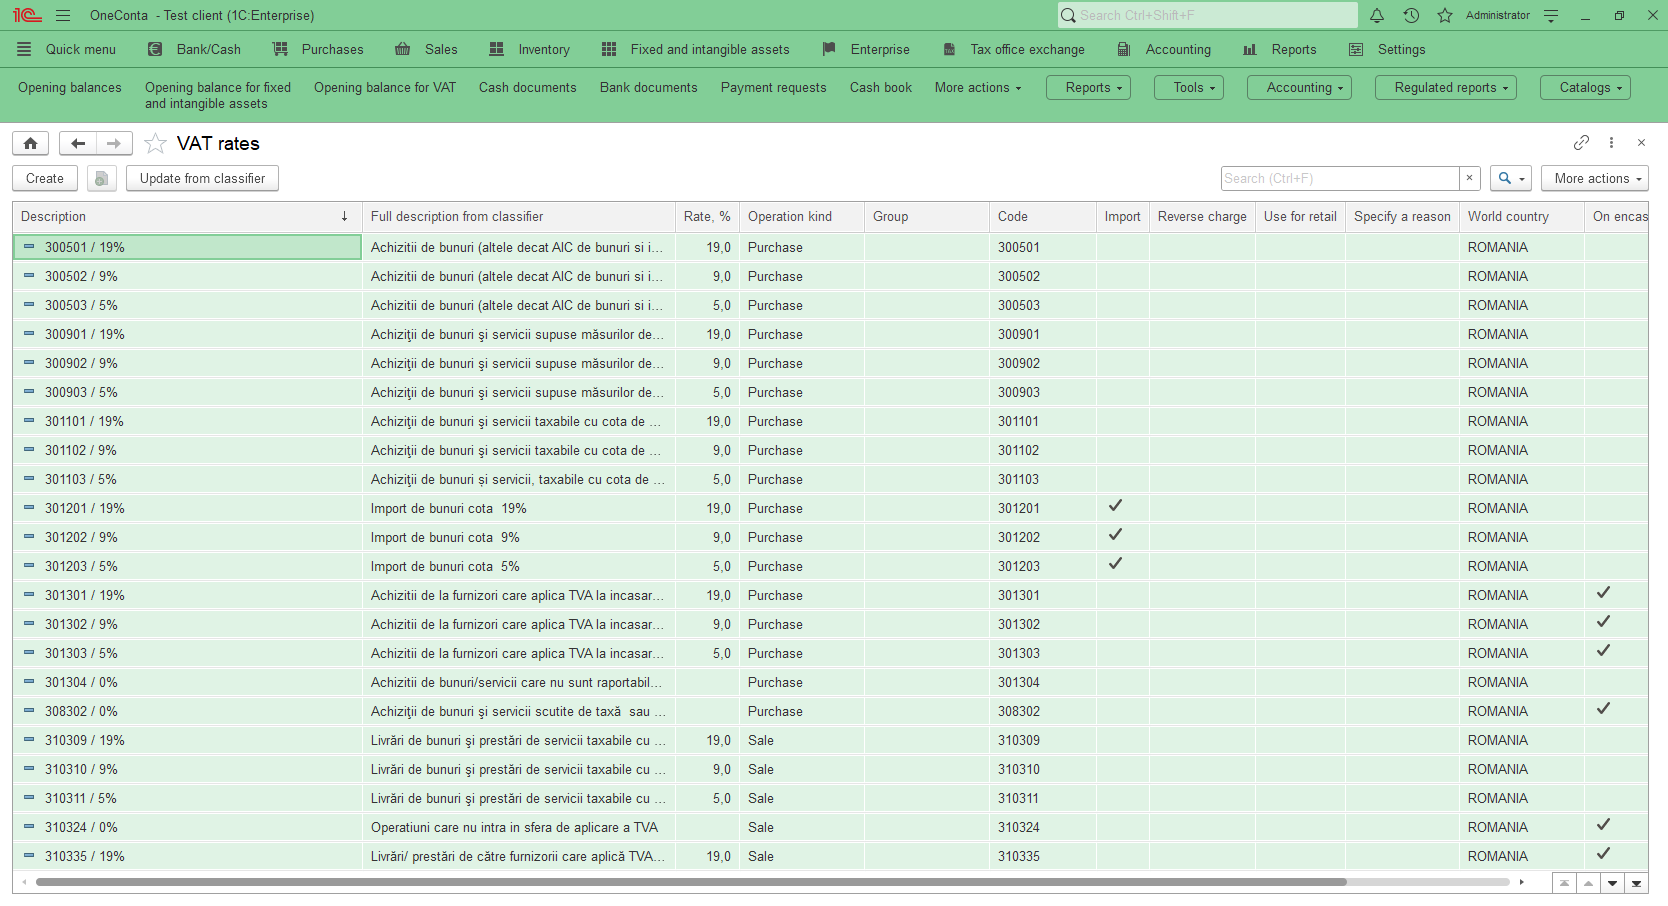 OneConta - Test client (1C:Enterprise) Search Ctrl+Shift+F Administrator
Quick menu Bank/Cash Purchases Sales Inventory Fixed and intangible assets Enterprise Tax office exchange Accounting Reports Settings
Opening balances Opening balance for fixed and intangible assets Opening balance for VAT Cash documents Bank documents Payment requests Cash book More actions Reports Tools Accounting Regulated reports Catalogs
VAT rates
Create Update from classifier Search (Ctrl+F) × More actions
Description ↓ Full description from classifier Rate, % Operation kind Group Code Import Reverse charge Use for retail Specify a reason World country On encas
300501 / 19% Achizitii de bunuri (altele decat AIC de bunuri si i... 19,0 Purchase 300501 ROMANIA
300502 / 9% Achizitii de bunuri (altele decat AIC de bunuri si i... 9,0 Purchase 300502 ROMANIA
300503 / 5% Achizitii de bunuri (altele decat AIC de bunuri si i... 5,0 Purchase 300503 ROMANIA
300901 / 19% Achiziţii de bunuri şi servicii supuse măsurilor de... 19,0 Purchase 300901 ROMANIA
300902 / 9% Achiziţii de bunuri şi servicii supuse măsurilor de... 9,0 Purchase 300902 ROMANIA
300903 / 5% Achiziţii de bunuri şi servicii supuse măsurilor de... 5,0 Purchase 300903 ROMANIA
301101 / 19% Achiziţii de bunuri şi servicii taxabile cu cota de ... 19,0 Purchase 301101 ROMANIA
301102 / 9% Achiziţii de bunuri şi servicii taxabile cu cota de ... 9,0 Purchase 301102 ROMANIA
301103 / 5% Achiziţii de bunuri și servicii, taxabile cu cota de ... 5,0 Purchase 301103 ROMANIA
301201 / 19% Import de bunuri cota 19% 19,0 Purchase 301201 ✓ ROMANIA
301202 / 9% Import de bunuri cota 9% 9,0 Purchase 301202 ✓ ROMANIA
301203 / 5% Import de bunuri cota 5% 5,0 Purchase 301203 ✓ ROMANIA
301301 / 19% Achizitii de la furnizori care aplica TVA la incasar... 19,0 Purchase 301301 ROMANIA ✓
301302 / 9% Achizitii de la furnizori care aplica TVA la incasar... 9,0 Purchase 301302 ROMANIA ✓
301303 / 5% Achizitii de la furnizori care aplica TVA la incasar... 5,0 Purchase 301303 ROMANIA ✓
301304 / 0% Achizitii de bunuri/servicii care nu sunt raportabil... Purchase 301304 ROMANIA
308302 / 0% Achiziţii de bunuri şi servicii scutite de taxă sau ... Purchase 308302 ROMANIA ✓
310309 / 19% Livrări de bunuri şi prestări de servicii taxabile cu ... 19,0 Sale 310309 ROMANIA
310310 / 9% Livrări de bunuri şi prestări de servicii taxabile cu ... 9,0 Sale 310310 ROMANIA
310311 / 5% Livrări de bunuri şi prestări de servicii taxabile cu ... 5,0 Sale 310311 ROMANIA
310324 / 0% Operatiuni care nu intra in sfera de aplicare a TVA Sale 310324 ROMANIA ✓
310335 / 19% Livrări/ prestări de către furnizorii care aplică TVA... 19,0 Sale 310335 ROMANIA ✓